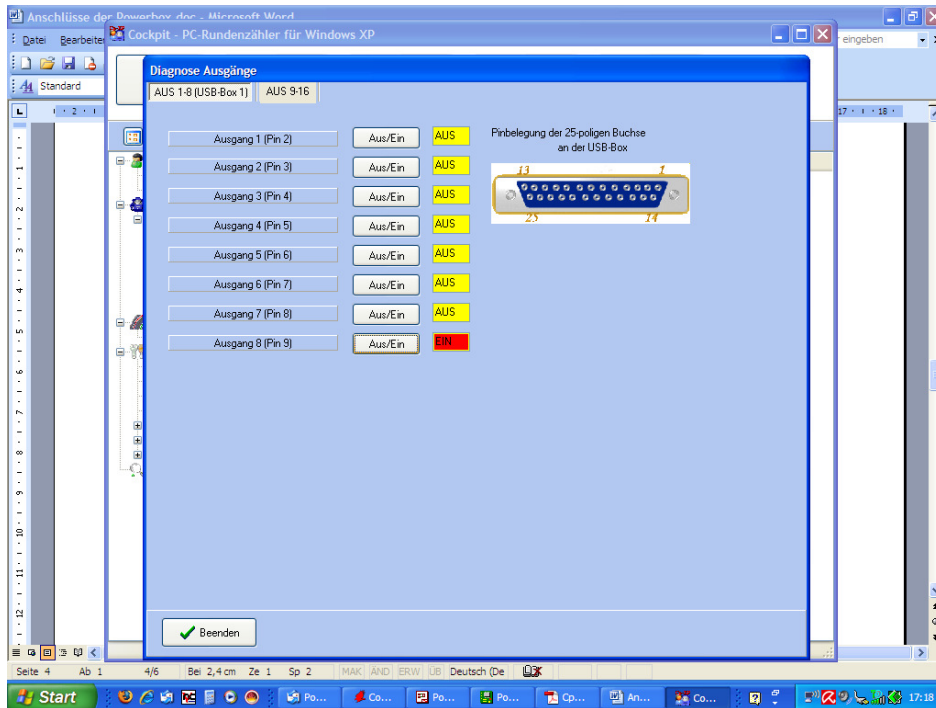 Anschlüsse der Powerbox.doc - Microsoft Word
Datei Bearbeiten
eingeben
Cockpit - PC-Rundenzähler für Windows XP
Standard
Diagnose Ausgänge
AUS 1-8 (USB-Box 1) AUS 9-16
2 1
17 18
Ausgang 1 (Pin 2) Aus/Ein AUS
Ausgang 2 (Pin 3) Aus/Ein AUS
Ausgang 3 (Pin 4) Aus/Ein AUS
Ausgang 4 (Pin 5) Aus/Ein AUS
Ausgang 5 (Pin 6) Aus/Ein AUS
Ausgang 6 (Pin 7) Aus/Ein AUS
Ausgang 7 (Pin 8) Aus/Ein AUS
Ausgang 8 (Pin 9) Aus/Ein EIN
Pinbelegung der 25-poligen Buchse
an der USB-Box
13 1
25 14
Beenden
Seite 4 Ab 1 4/6 Bei 2,4 cm Ze 1 Sp 2 MAK ÄND ERW ÜB Deutsch (De
Start Po... Co... Po... Po... Cp... An... Co... 17:18